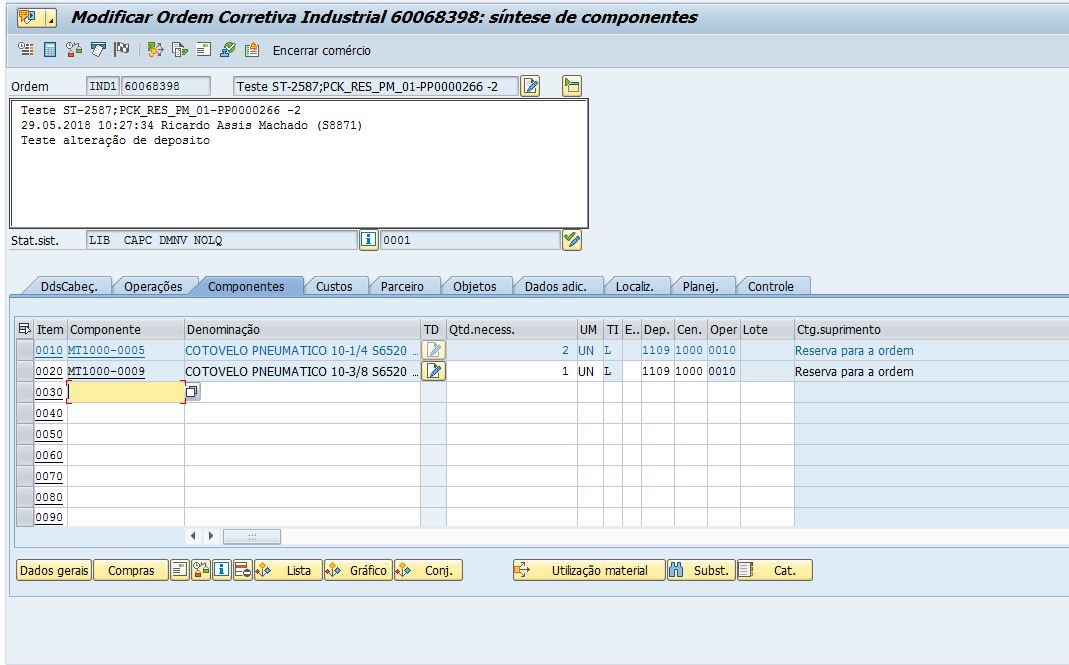 Modificar Ordem Corretiva Industrial 60068398: síntese de componentes
Encerrar comércio
Ordem IND1 60068398 Teste ST-2587;PCK_RES_PM_01-PP0000266 -2
Teste ST-2587;PCK_RES_PM_01-PP0000266 -2
29.05.2018 10:27:34 Ricardo Assis Machado (S8871)
Teste alteração de deposito
Stat.sist. LIB CAPC DMNV NOLQ 0001
DdsCabeç. Operações Componentes Custos Parceiro Objetos Dados adic. Localiz. Planej. Controle
Item Componente Denominação TD Qtd.necess. UM TI E.. Dep. Cen. Oper Lote Ctg.suprimento
0010 MT1000-0005 COTOVELO PNEUMATICO 10-1/4 S6520 ... 2 UN L 1109 1000 0010 Reserva para a ordem
0020 MT1000-0009 COTOVELO PNEUMATICO 10-3/8 S6520 ... 1 UN L 1109 1000 0010 Reserva para a ordem
0030
0040
0050
0060
0070
0080
0090
Dados gerais Compras Lista Gráfico Conj. Utilização material Subst. Cat.